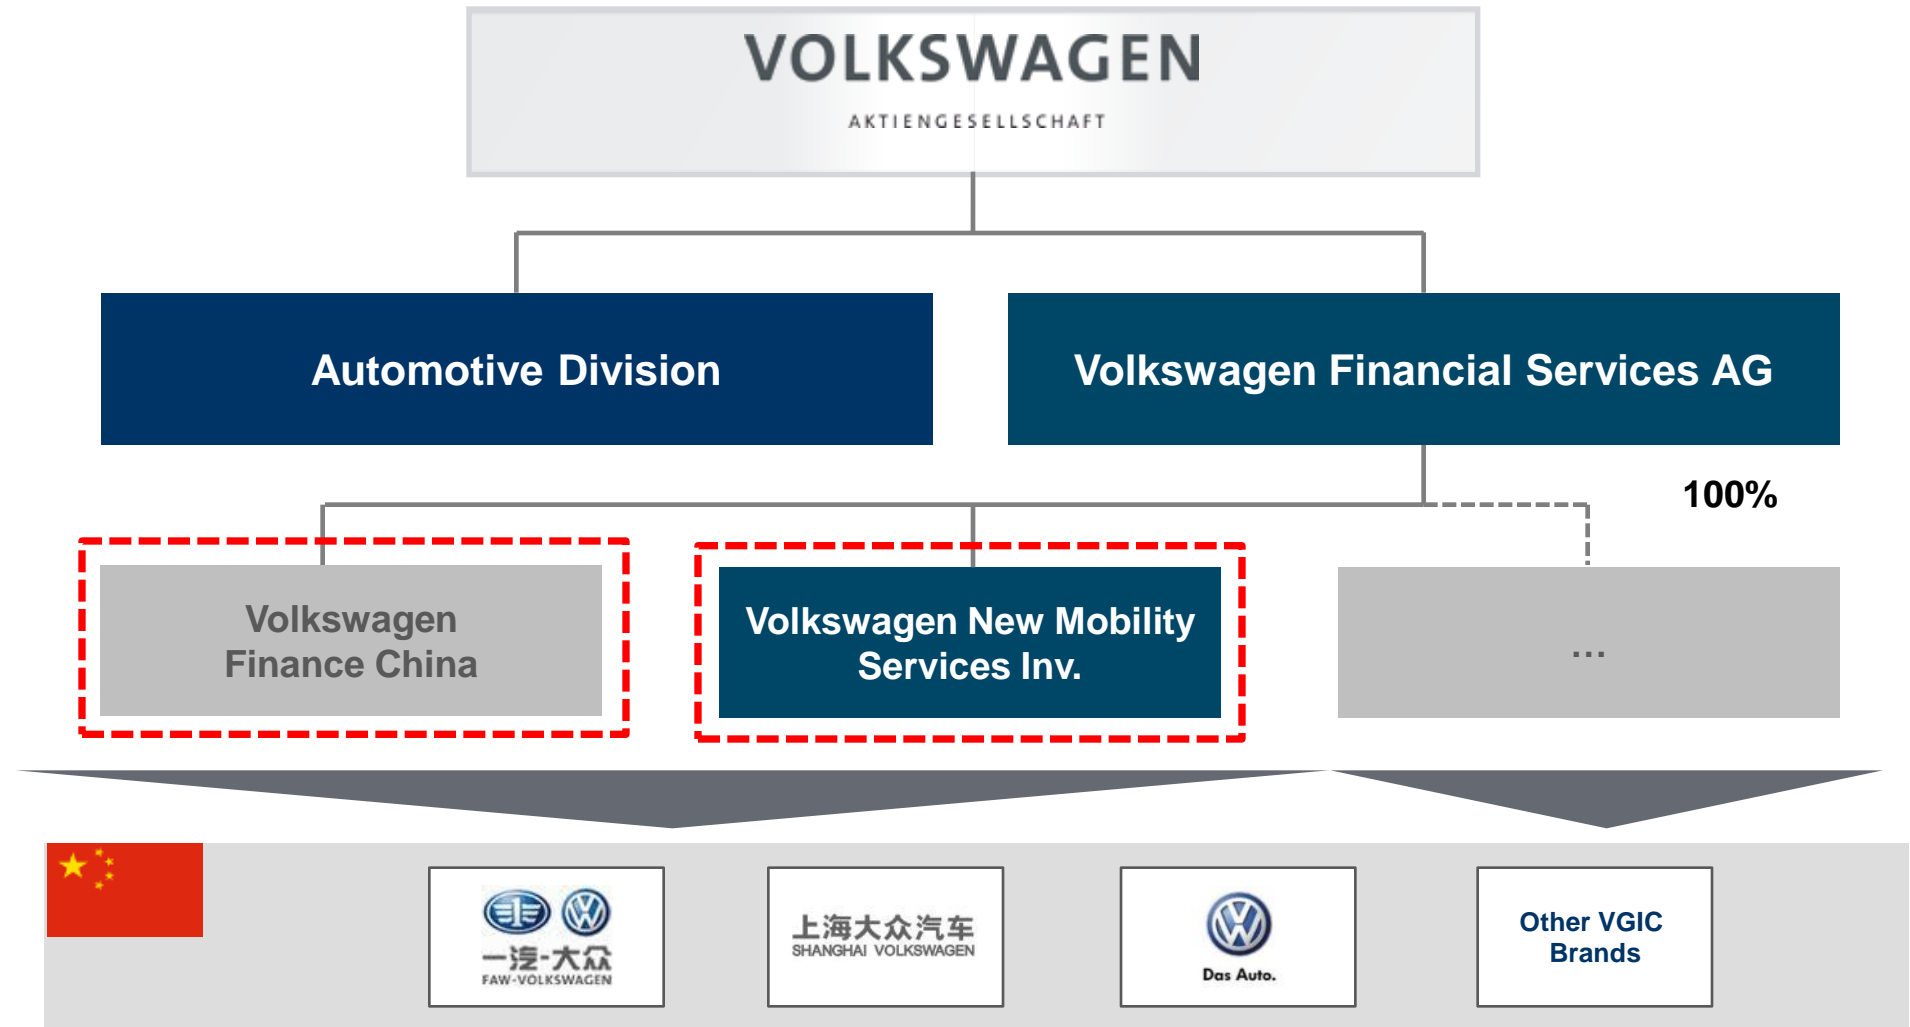 VOLKSWAGEN
AKTIENGESELLSCHAFT
Automotive Division
Volkswagen Financial Services AG
100%
Volkswagen
Finance China
Volkswagen New Mobility
Services Inv.
...
一汽-大众
FAW-VOLKSWAGEN
上海大众汽车
SHANGHAI VOLKSWAGEN
Das Auto.
Other VGIC
Brands